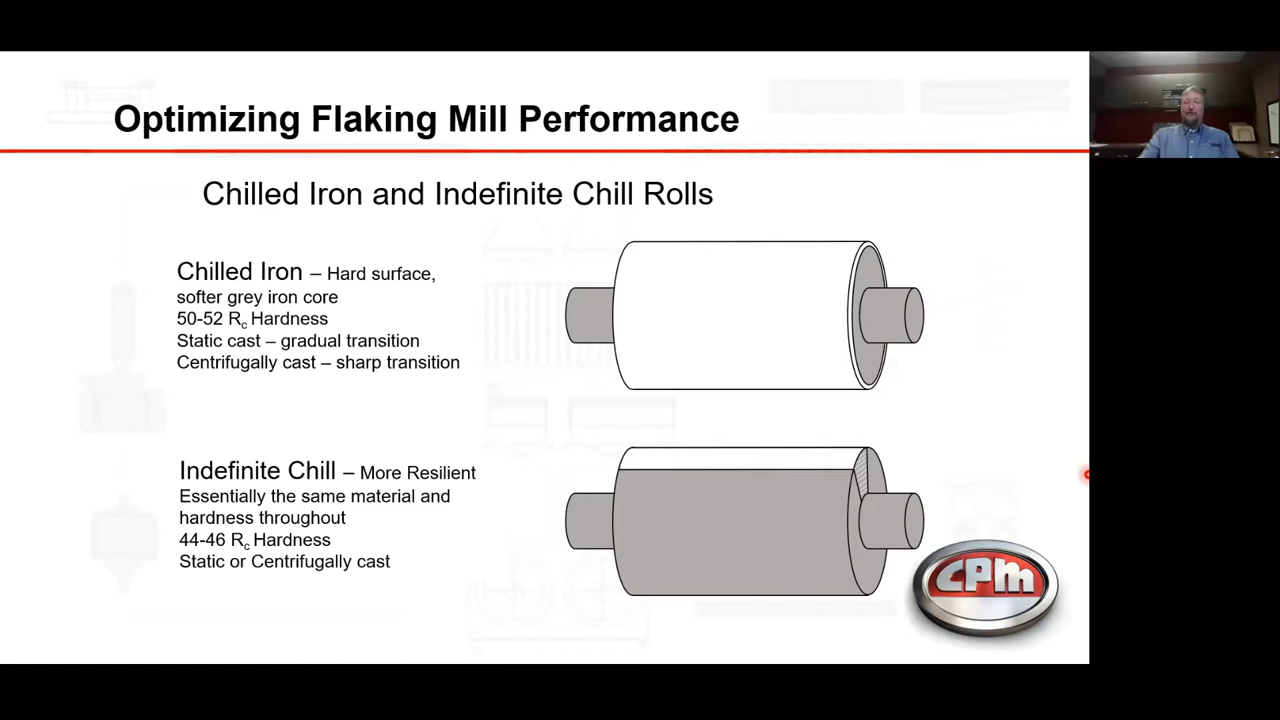 Optimizing Flaking Mill Performance
Chilled Iron and Indefinite Chill Rolls
Chilled Iron – Hard surface,
softer grey iron core
50-52 Rc Hardness
Static cast – gradual transition
Centrifugally cast – sharp transition
Indefinite Chill – More Resilient
Essentially the same material and
hardness throughout
44-46 Rc Hardness
Static or Centrifugally cast
CPM